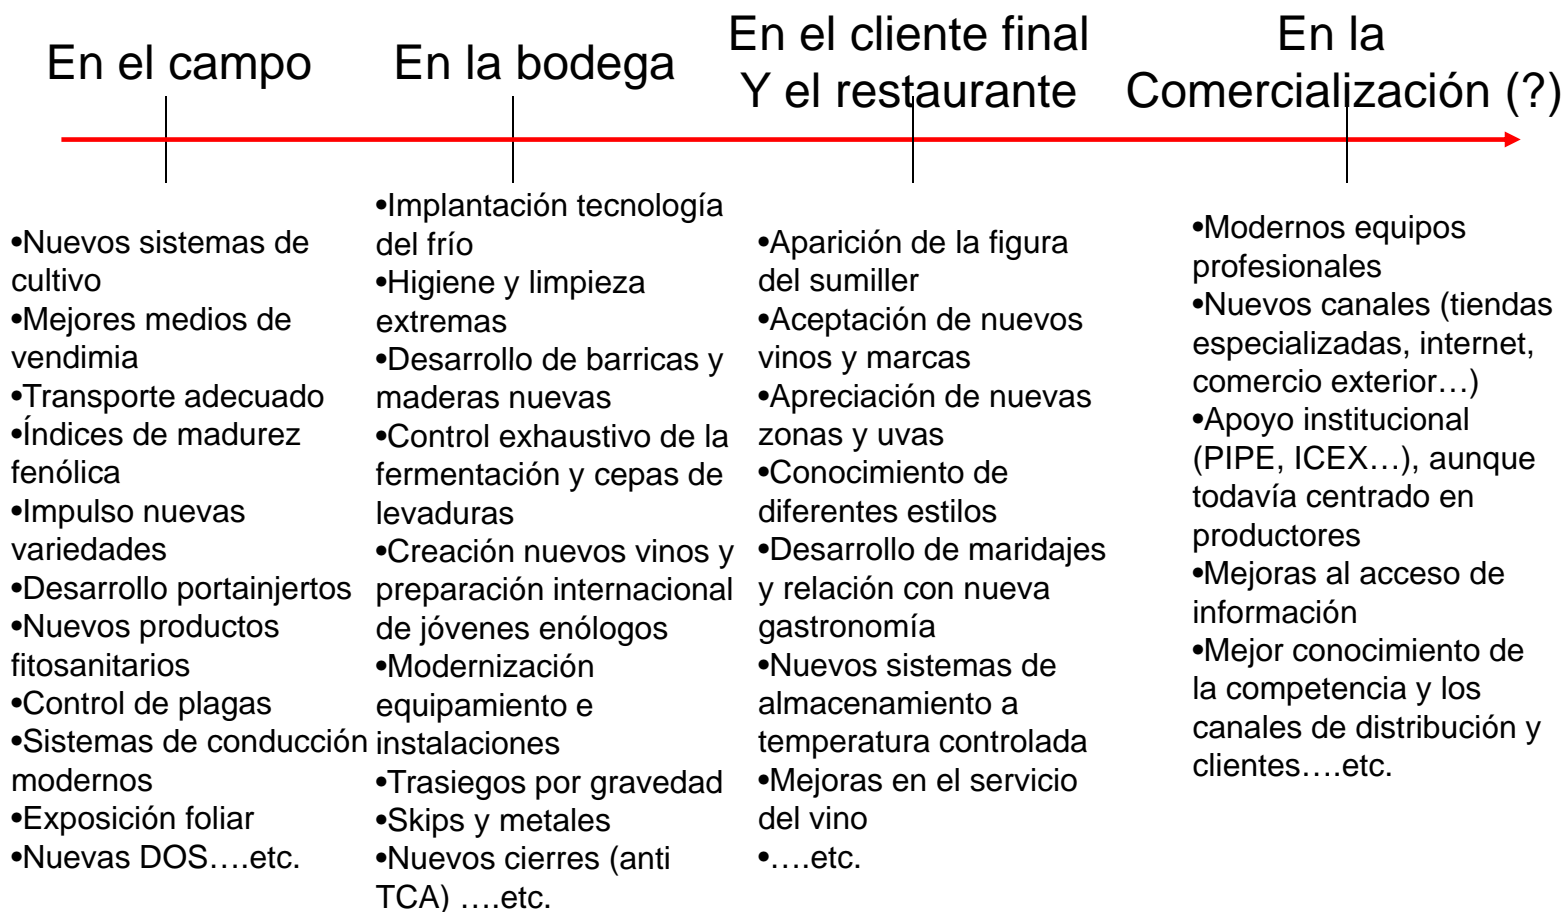 En el campo
En la bodega
En el cliente final
Y el restaurante
En la
Comercialización (?)
•Nuevos sistemas de
cultivo
•Mejores medios de
vendimia
•Transporte adecuado
•Índices de madurez
fenólica
•Impulso nuevas
variedades
•Desarrollo portainjertos
•Nuevos productos
fitosanitarios
•Control de plagas
•Sistemas de conducción
modernos
•Exposición foliar
•Nuevas DOS….etc.
•Implantación tecnología
del frío
•Higiene y limpieza
extremas
•Desarrollo de barricas y
maderas nuevas
•Control exhaustivo de la
fermentación y cepas de
levaduras
•Creación nuevos vinos y
preparación internacional
de jóvenes enólogos
•Modernización
equipamiento e
instalaciones
•Trasiegos por gravedad
•Skips y metales
•Nuevos cierres (anti
TCA) ….etc.
•Aparición de la figura
del sumiller
•Aceptación de nuevos
vinos y marcas
•Apreciación de nuevas
zonas y uvas
•Conocimiento de
diferentes estilos
•Desarrollo de maridajes
y relación con nueva
gastronomía
•Nuevos sistemas de
almacenamiento a
temperatura controlada
•Mejoras en el servicio
del vino
•….etc.
•Modernos equipos
profesionales
•Nuevos canales (tiendas
especializadas, internet,
comercio exterior…)
•Apoyo institucional
(PIPE, ICEX…), aunque
todavía centrado en
productores
•Mejoras al acceso de
información
•Mejor conocimiento de
la competencia y los
canales de distribución y
clientes….etc.